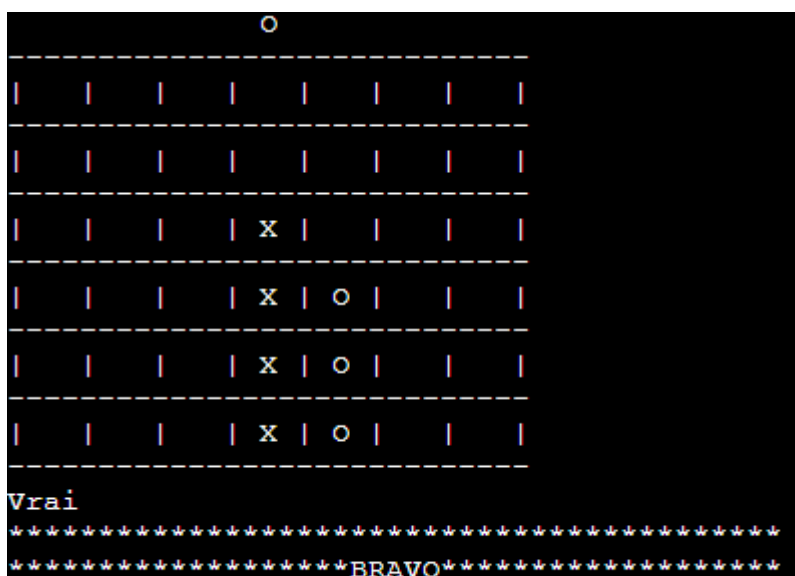 O
-----------------------------
|   |   |   |   |   |   |   |
-----------------------------
|   |   |   |   |   |   |   |
-----------------------------
|   |   |   | X |   |   |   |
-----------------------------
|   |   |   | X | O |   |   |
-----------------------------
|   |   |   | X | O |   |   |
-----------------------------
|   |   |   | X | O |   |   |
-----------------------------
Vrai
*******************************************
*******************BRAVO*******************